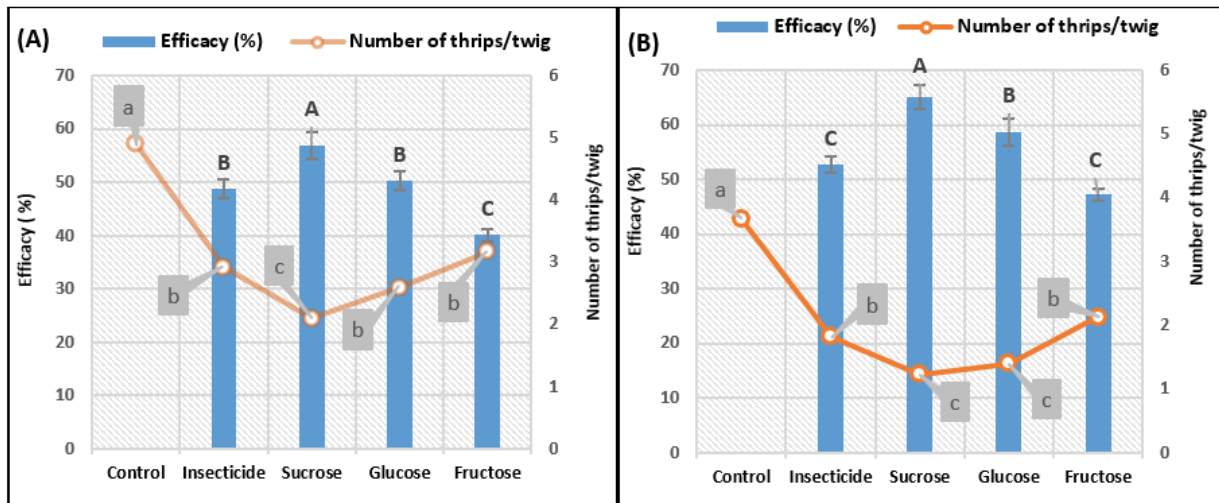 (A)
Efficacy (%) Number of thrips/twig
70
60
50
40
30
20
10
0
Efficacy (%)
6
5
4
3
2
1
0
Number of thrips/twig
a
B
A
B
C
b
c
b
b
Control Insecticide Sucrose Glucose Fructose
(B)
Efficacy (%) Number of thrips/twig
70
60
50
40
30
20
10
0
Efficacy (%)
6
5
4
3
2
1
0
Number of thrips/twig
a
C
A
B
C
b
c
c
b
Control Insecticide Sucrose Glucose Fructose